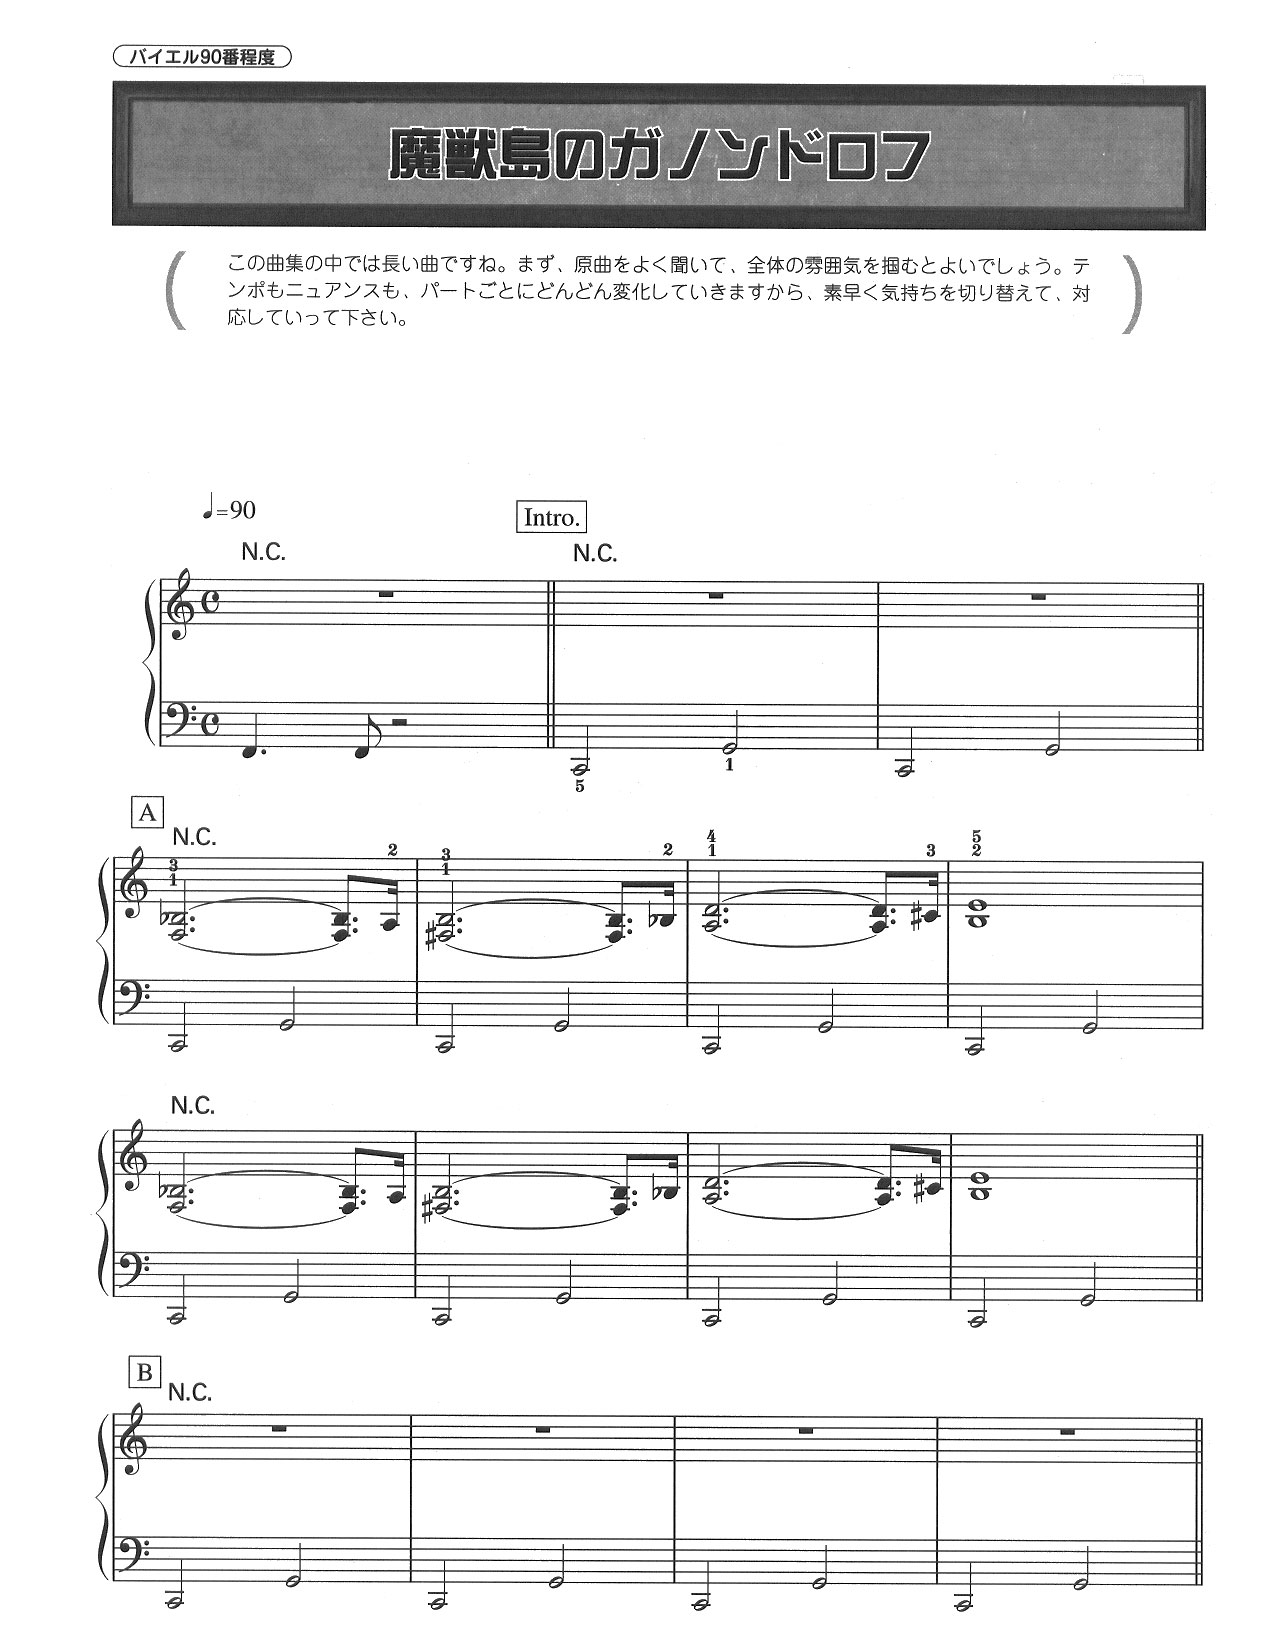 バイエル90番程度
魔獣島のガノンドロフ
この曲集の中では長い曲ですね。まず、原曲をよく聞いて、全体の雰囲気を掴むとよいでしょう。テ
ンポもニュアンスも、パートごとにどんどん変化していきますから、素早く気持ちを切り替えて、対
応していって下さい。
♩=90
Intro.
N.C.
N.C.
1
5
A
N.C.
3 2 3 2 4 3 5
1 1 1 2
N.C.
B
N.C.